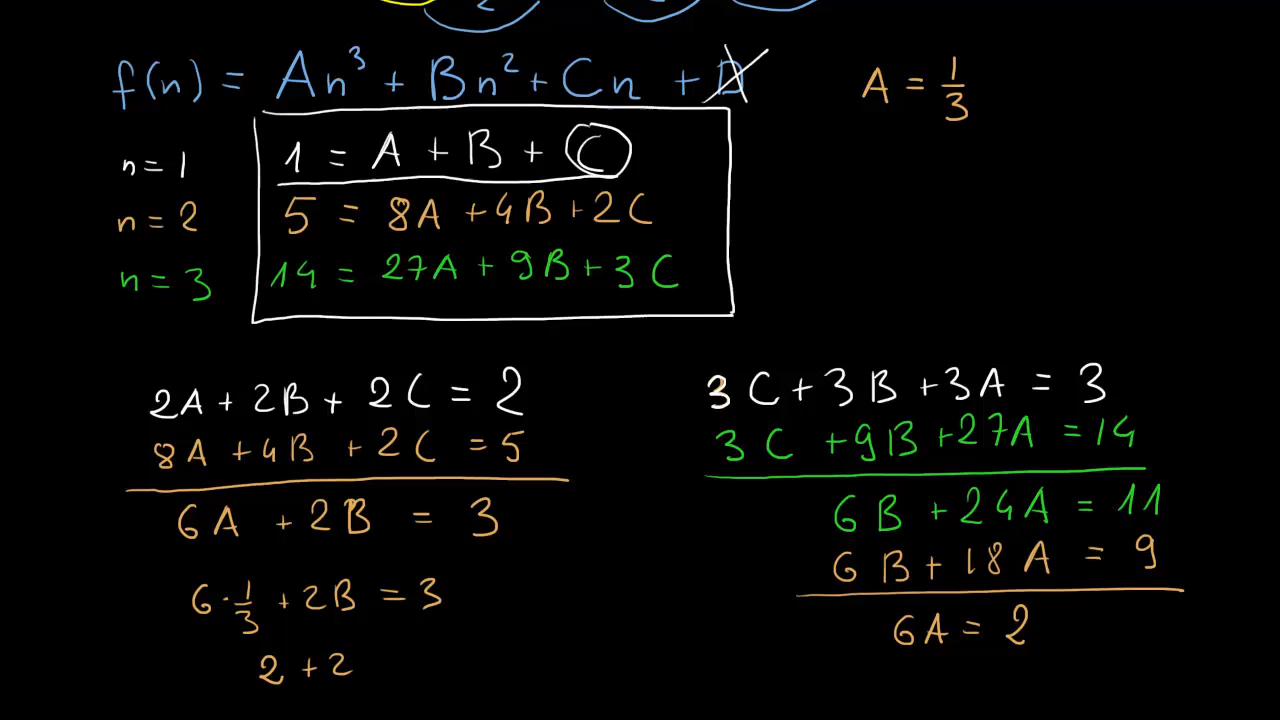 2
f(n) = An³ + Bn² + Cn + D
A = 1/3
n=1 1 = A + B + C
n=2 5 = 8A +4B+2C
n=3 14 = 27A + 9B + 3C
2A + 2B + 2C = 2
8A +4B +2C =5
6A +2B = 3
6·1/3 +2B =3
2 +2
3C +3B +3A = 3
3C +9B +27A =14
6B +24A =11
6B+18A = 9
6A = 2